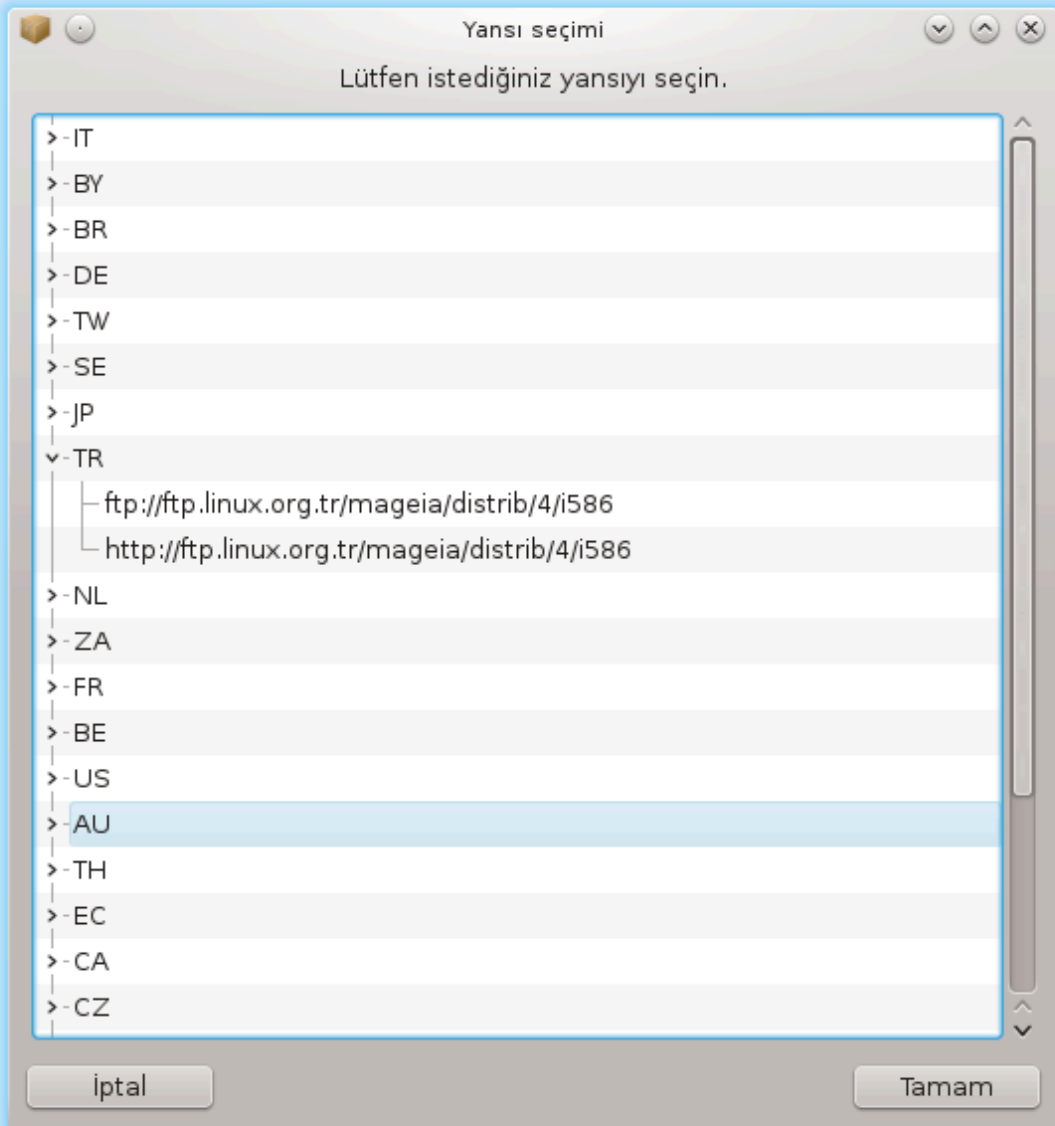 Yansı seçimi
Lütfen istediğiniz yansıyı seçin.
IT
BY
BR
DE
TW
SE
JP
TR
ftp://ftp.linux.org.tr/mageia/distrib/4/i586
http://ftp.linux.org.tr/mageia/distrib/4/i586
NL
ZA
FR
BE
US
AU
TH
EC
CA
CZ
İptal
Tamam